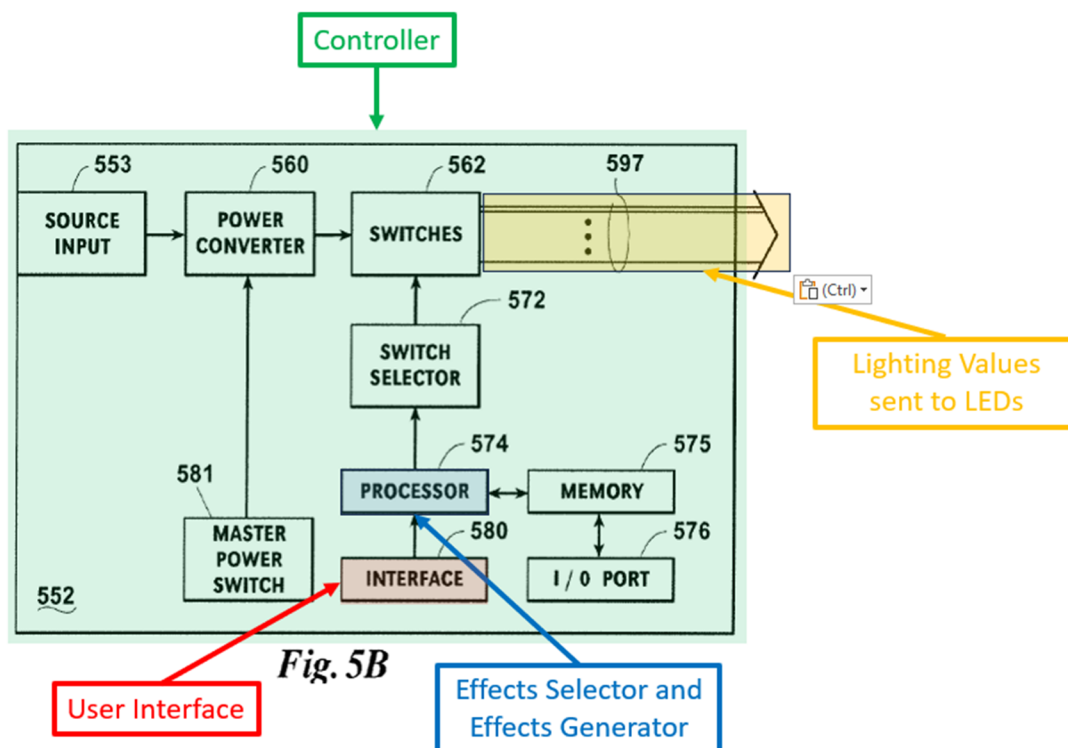 Controller
553
560
562
597
SOURCE
INPUT
POWER
CONVERTER
SWITCHES
(Ctrl)
572
SWITCH
SELECTOR
Lighting Values
sent to LEDs
574
575
581
PROCESSOR
MEMORY
MASTER
POWER
SWITCH
580
576
INTERFACE
I / O PORT
552
Fig. 5B
User Interface
Effects Selector and
Effects Generator